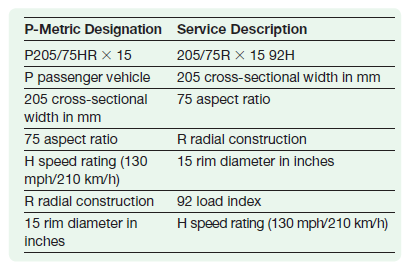 P-Metric Designation Service Description
P205/75HR × 15 205/75R × 15 92H
P passenger vehicle 205 cross-sectional width in mm
205 cross-sectional 75 aspect ratio
width in mm
75 aspect ratio R radial construction
H speed rating (130 15 rim diameter in inches
mph/210 km/h)
R radial construction 92 load index
15 rim diameter in H speed rating (130 mph/210 km/h)
inches